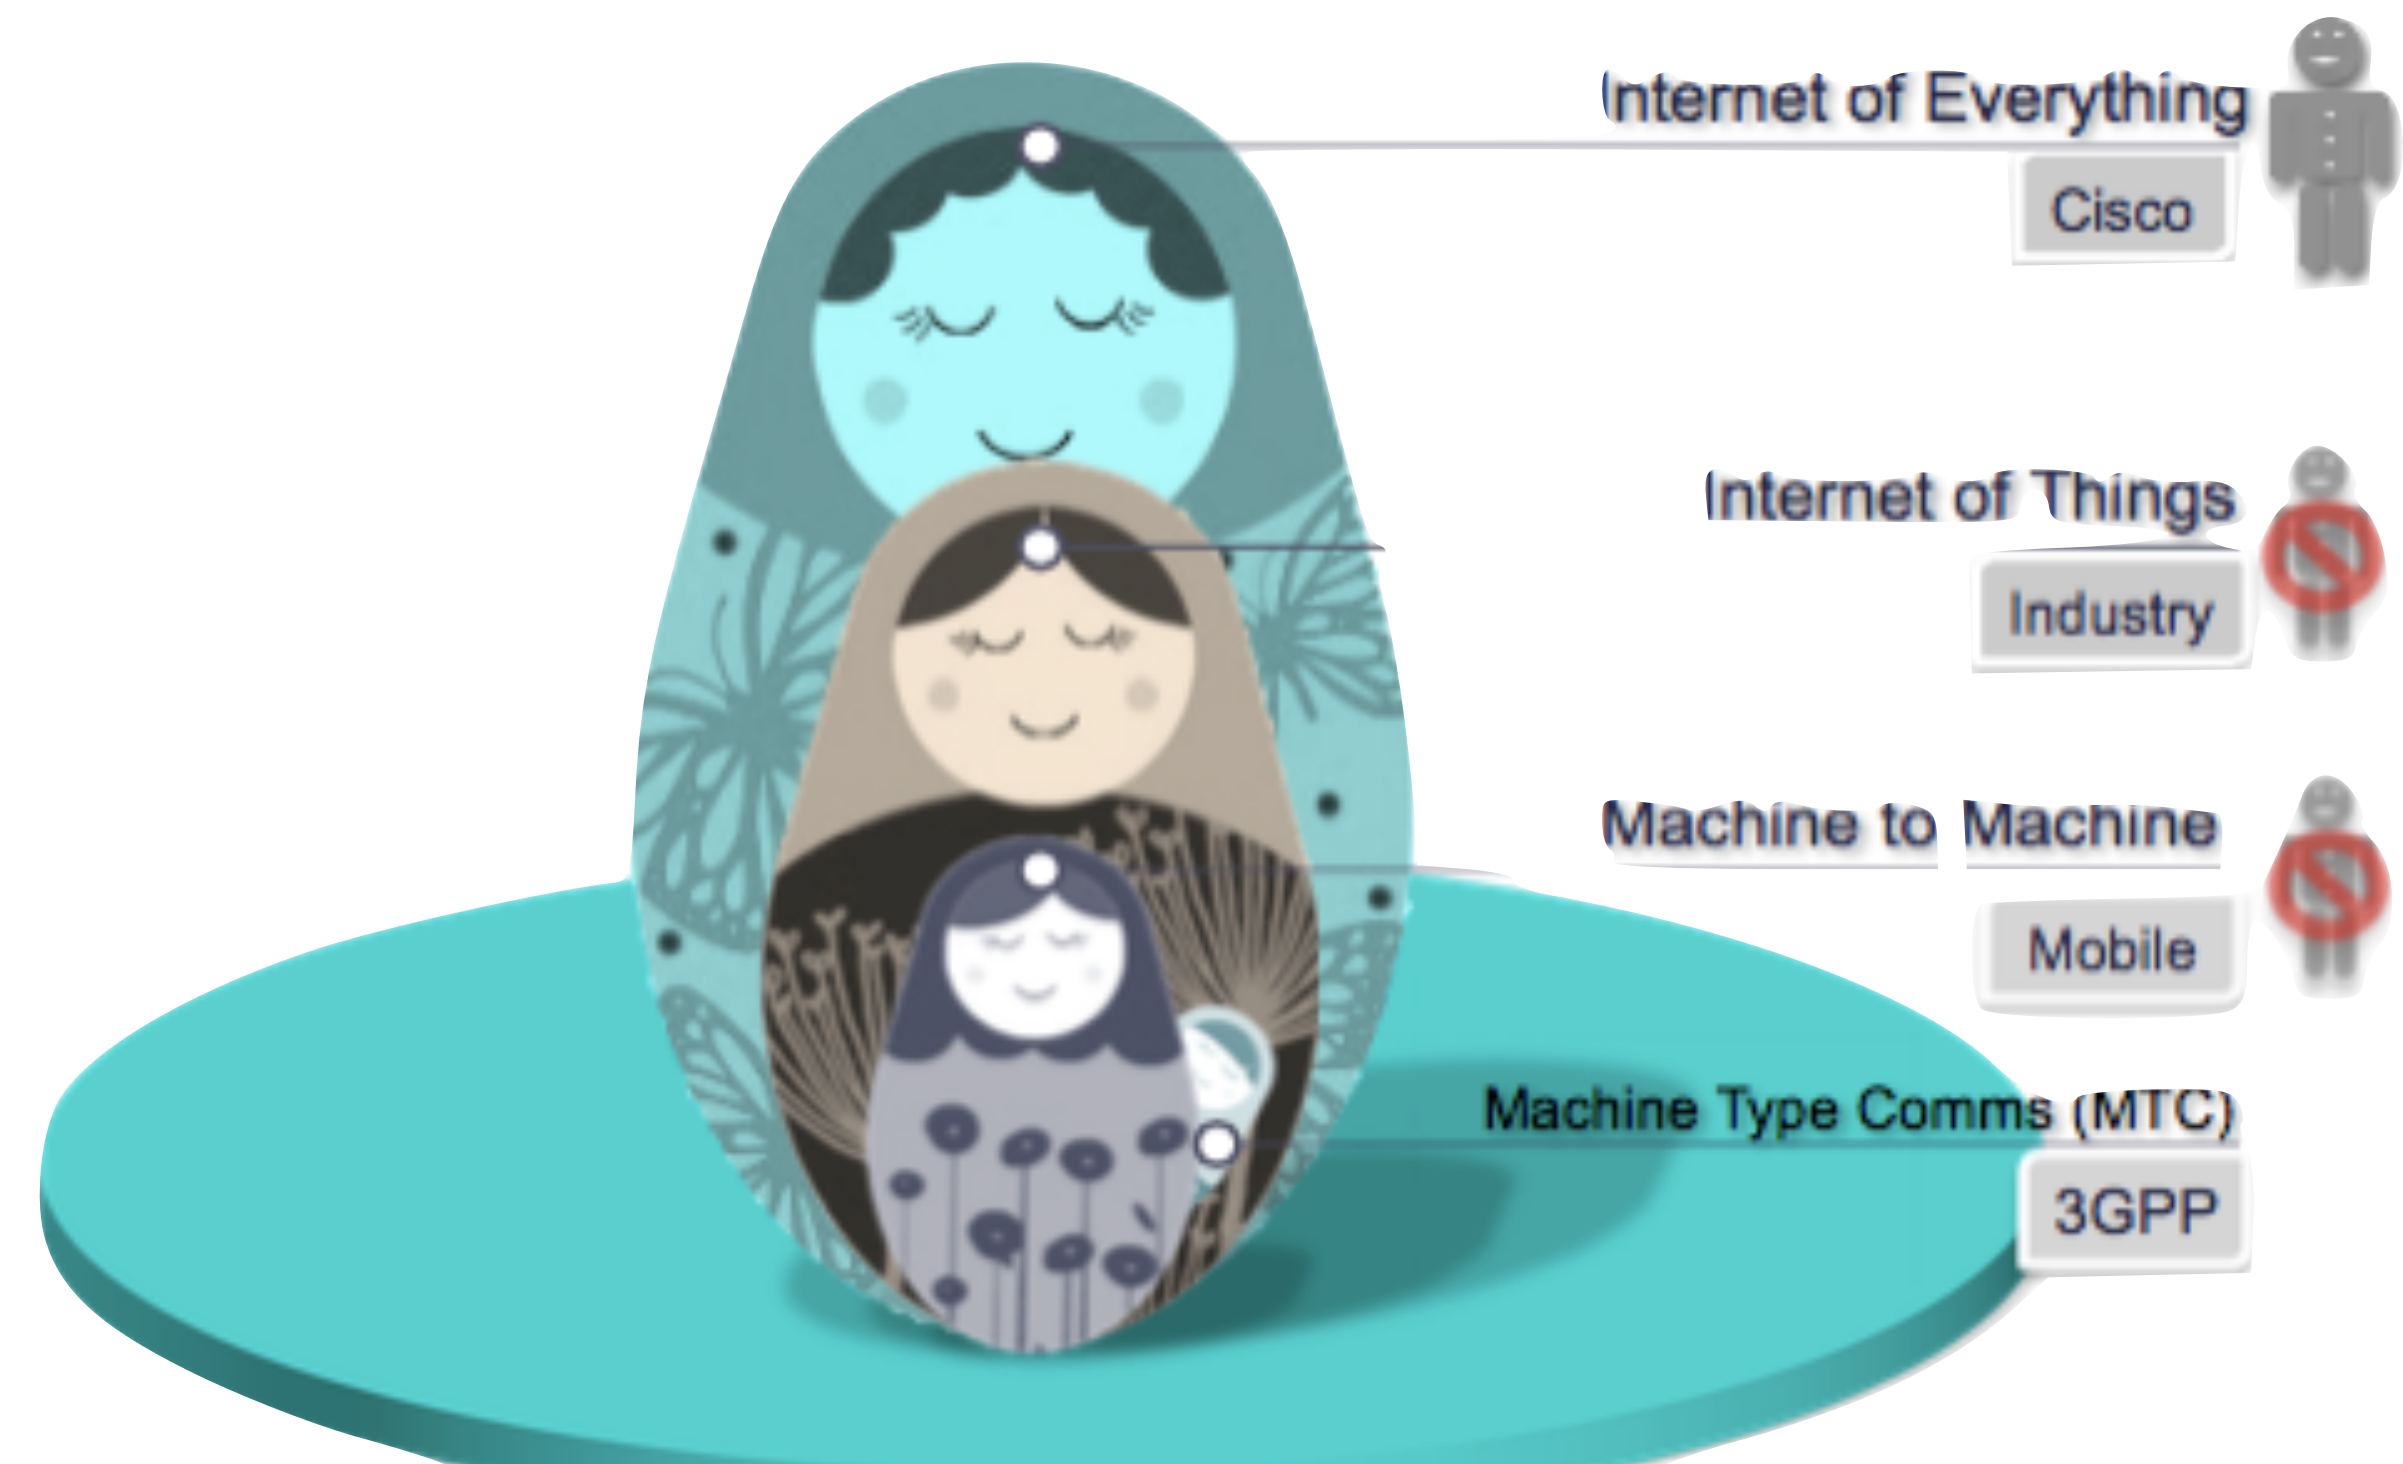 Internet of Everything
Cisco
Internet of Things
Industry
Machine to Machine
Mobile
Machine Type Comms (MTC)
3GPP